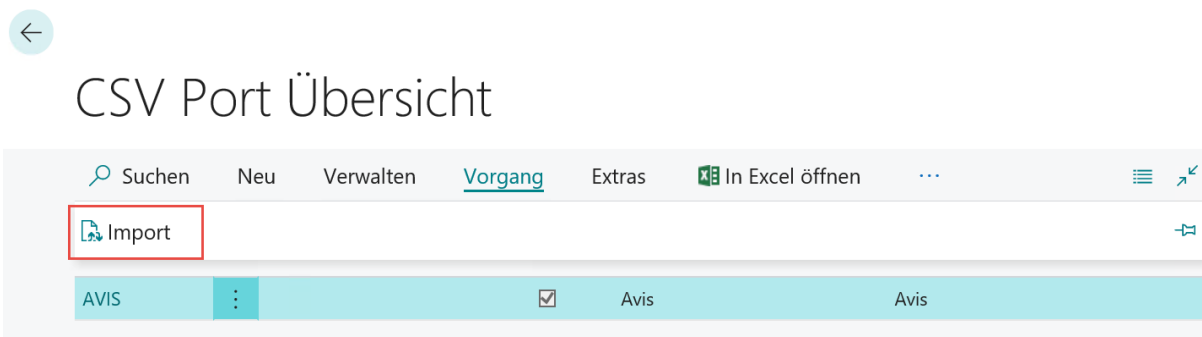 CSV Port Übersicht
Suchen Neu Verwalten Vorgang Extras In Excel öffnen ...
Import
AVIS Avis Avis